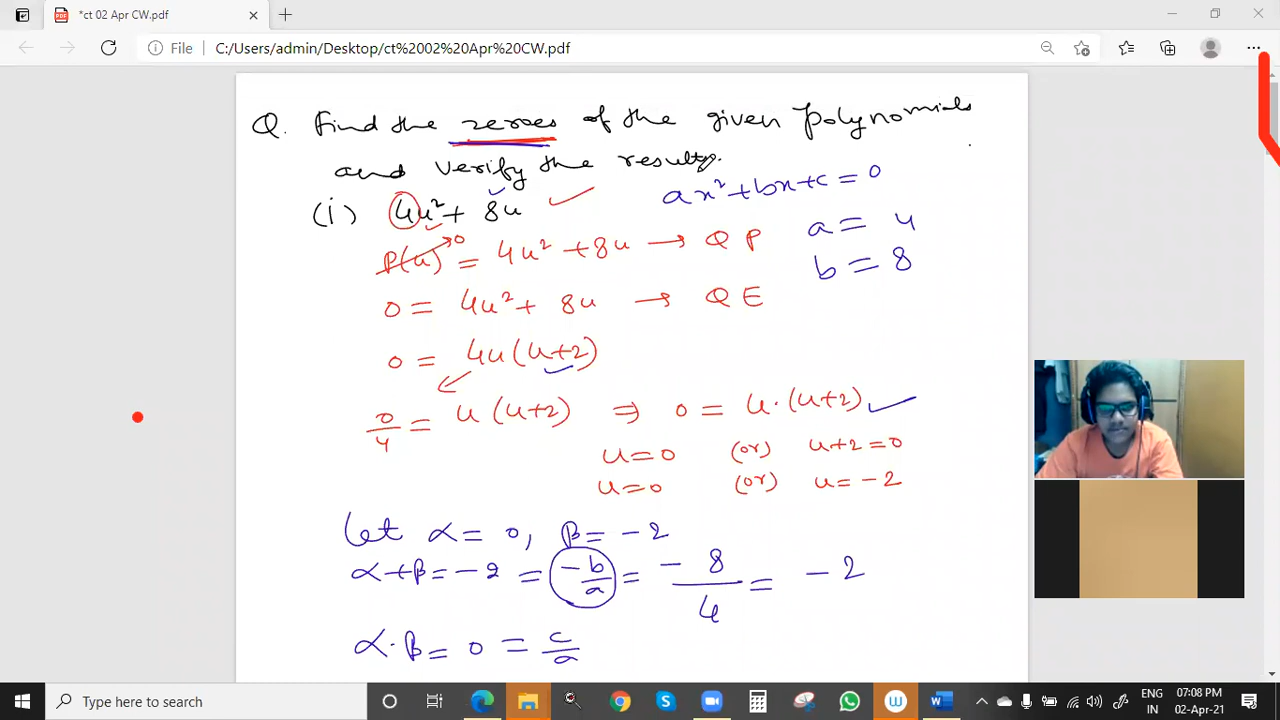 *ct 02 Apr CW.pdf
File C:/Users/admin/Desktop/ct%2002%20Apr%20CW.pdf
Q. Find the zeroes of the given polynomials
and verify the results.
ax²+bx+c = 0
(i) 4u² + 8u
a = 4
P(u) = 4u² + 8u → Q P
0
b = 8
0 = 4u² + 8u → Q E
0 = 4u(u+2)
0/4 = u(u+2) ⇒ 0 = u·(u+2)
u=0 (or) u+2=0
u=0 (or) u=-2
Let α = 0, β = -2
α+β = -2 = -b/a = -8/4 = -2
α·β = 0 = c/a
Type here to search
ENG
IN
07:08 PM
02-Apr-21